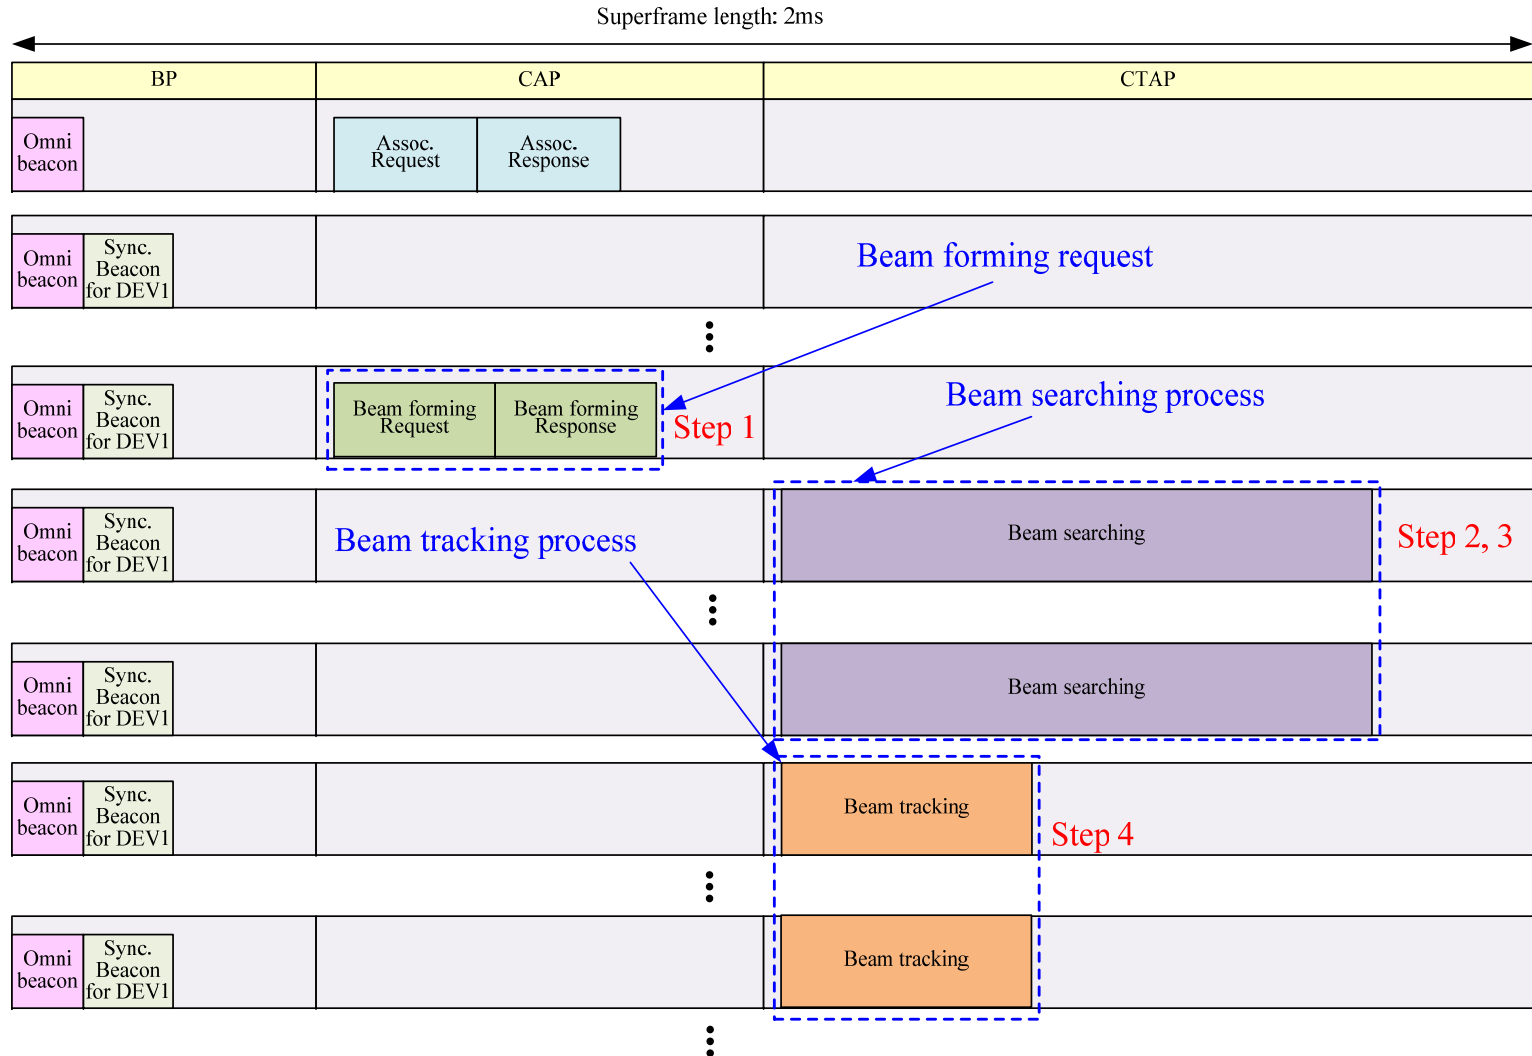 Superframe length: 2ms
BP
CAP
CTAP
Omni
beacon
Assoc.
Request
Assoc.
Response
Omni
beacon
Sync.
Beacon
for DEV1
Beam forming request
Omni
beacon
Sync.
Beacon
for DEV1
Beam forming
Request
Beam forming
Response
Step 1
Beam searching process
Omni
beacon
Sync.
Beacon
for DEV1
Beam tracking process
Beam searching
Step 2, 3
Omni
beacon
Sync.
Beacon
for DEV1
Beam searching
Omni
beacon
Sync.
Beacon
for DEV1
Beam tracking
Step 4
Omni
beacon
Sync.
Beacon
for DEV1
Beam tracking